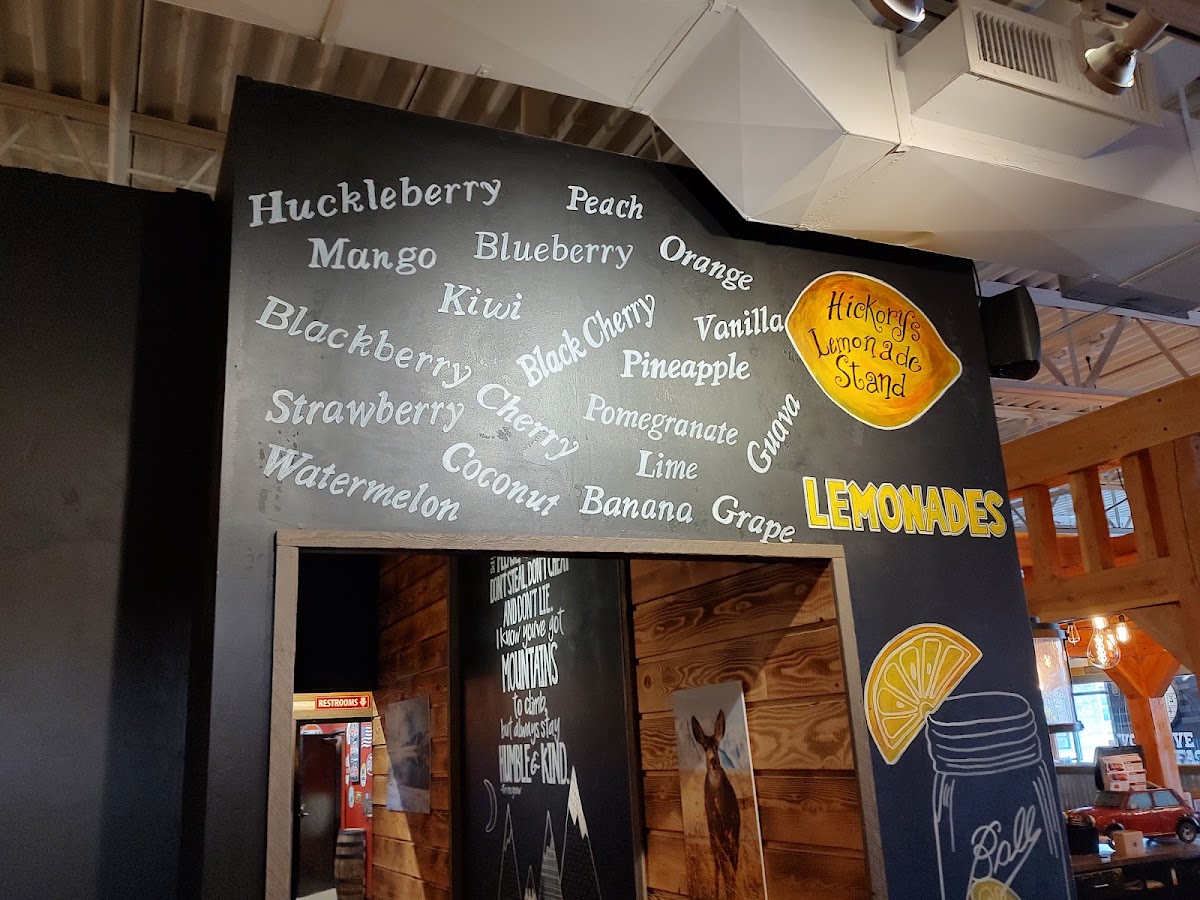 Huckleberry
Peach
Mango
Blueberry
Orange
Kiwi
Blackberry
Black Cherry
Vanilla
Pineapple
Strawberry
Cherry
Pomegranate
Guava
Watermelon
Coconut
Lime
Banana
Grape
Hickory's
Lemonade
Stand
LEMONADES
DON'T STEAL, DON'T CHEAT
AND DON'T LIE.
I know you've got
MOUNTAINS
to climb,
but always stay
HUMBLE & KIND.
RESTROOMS
Ball